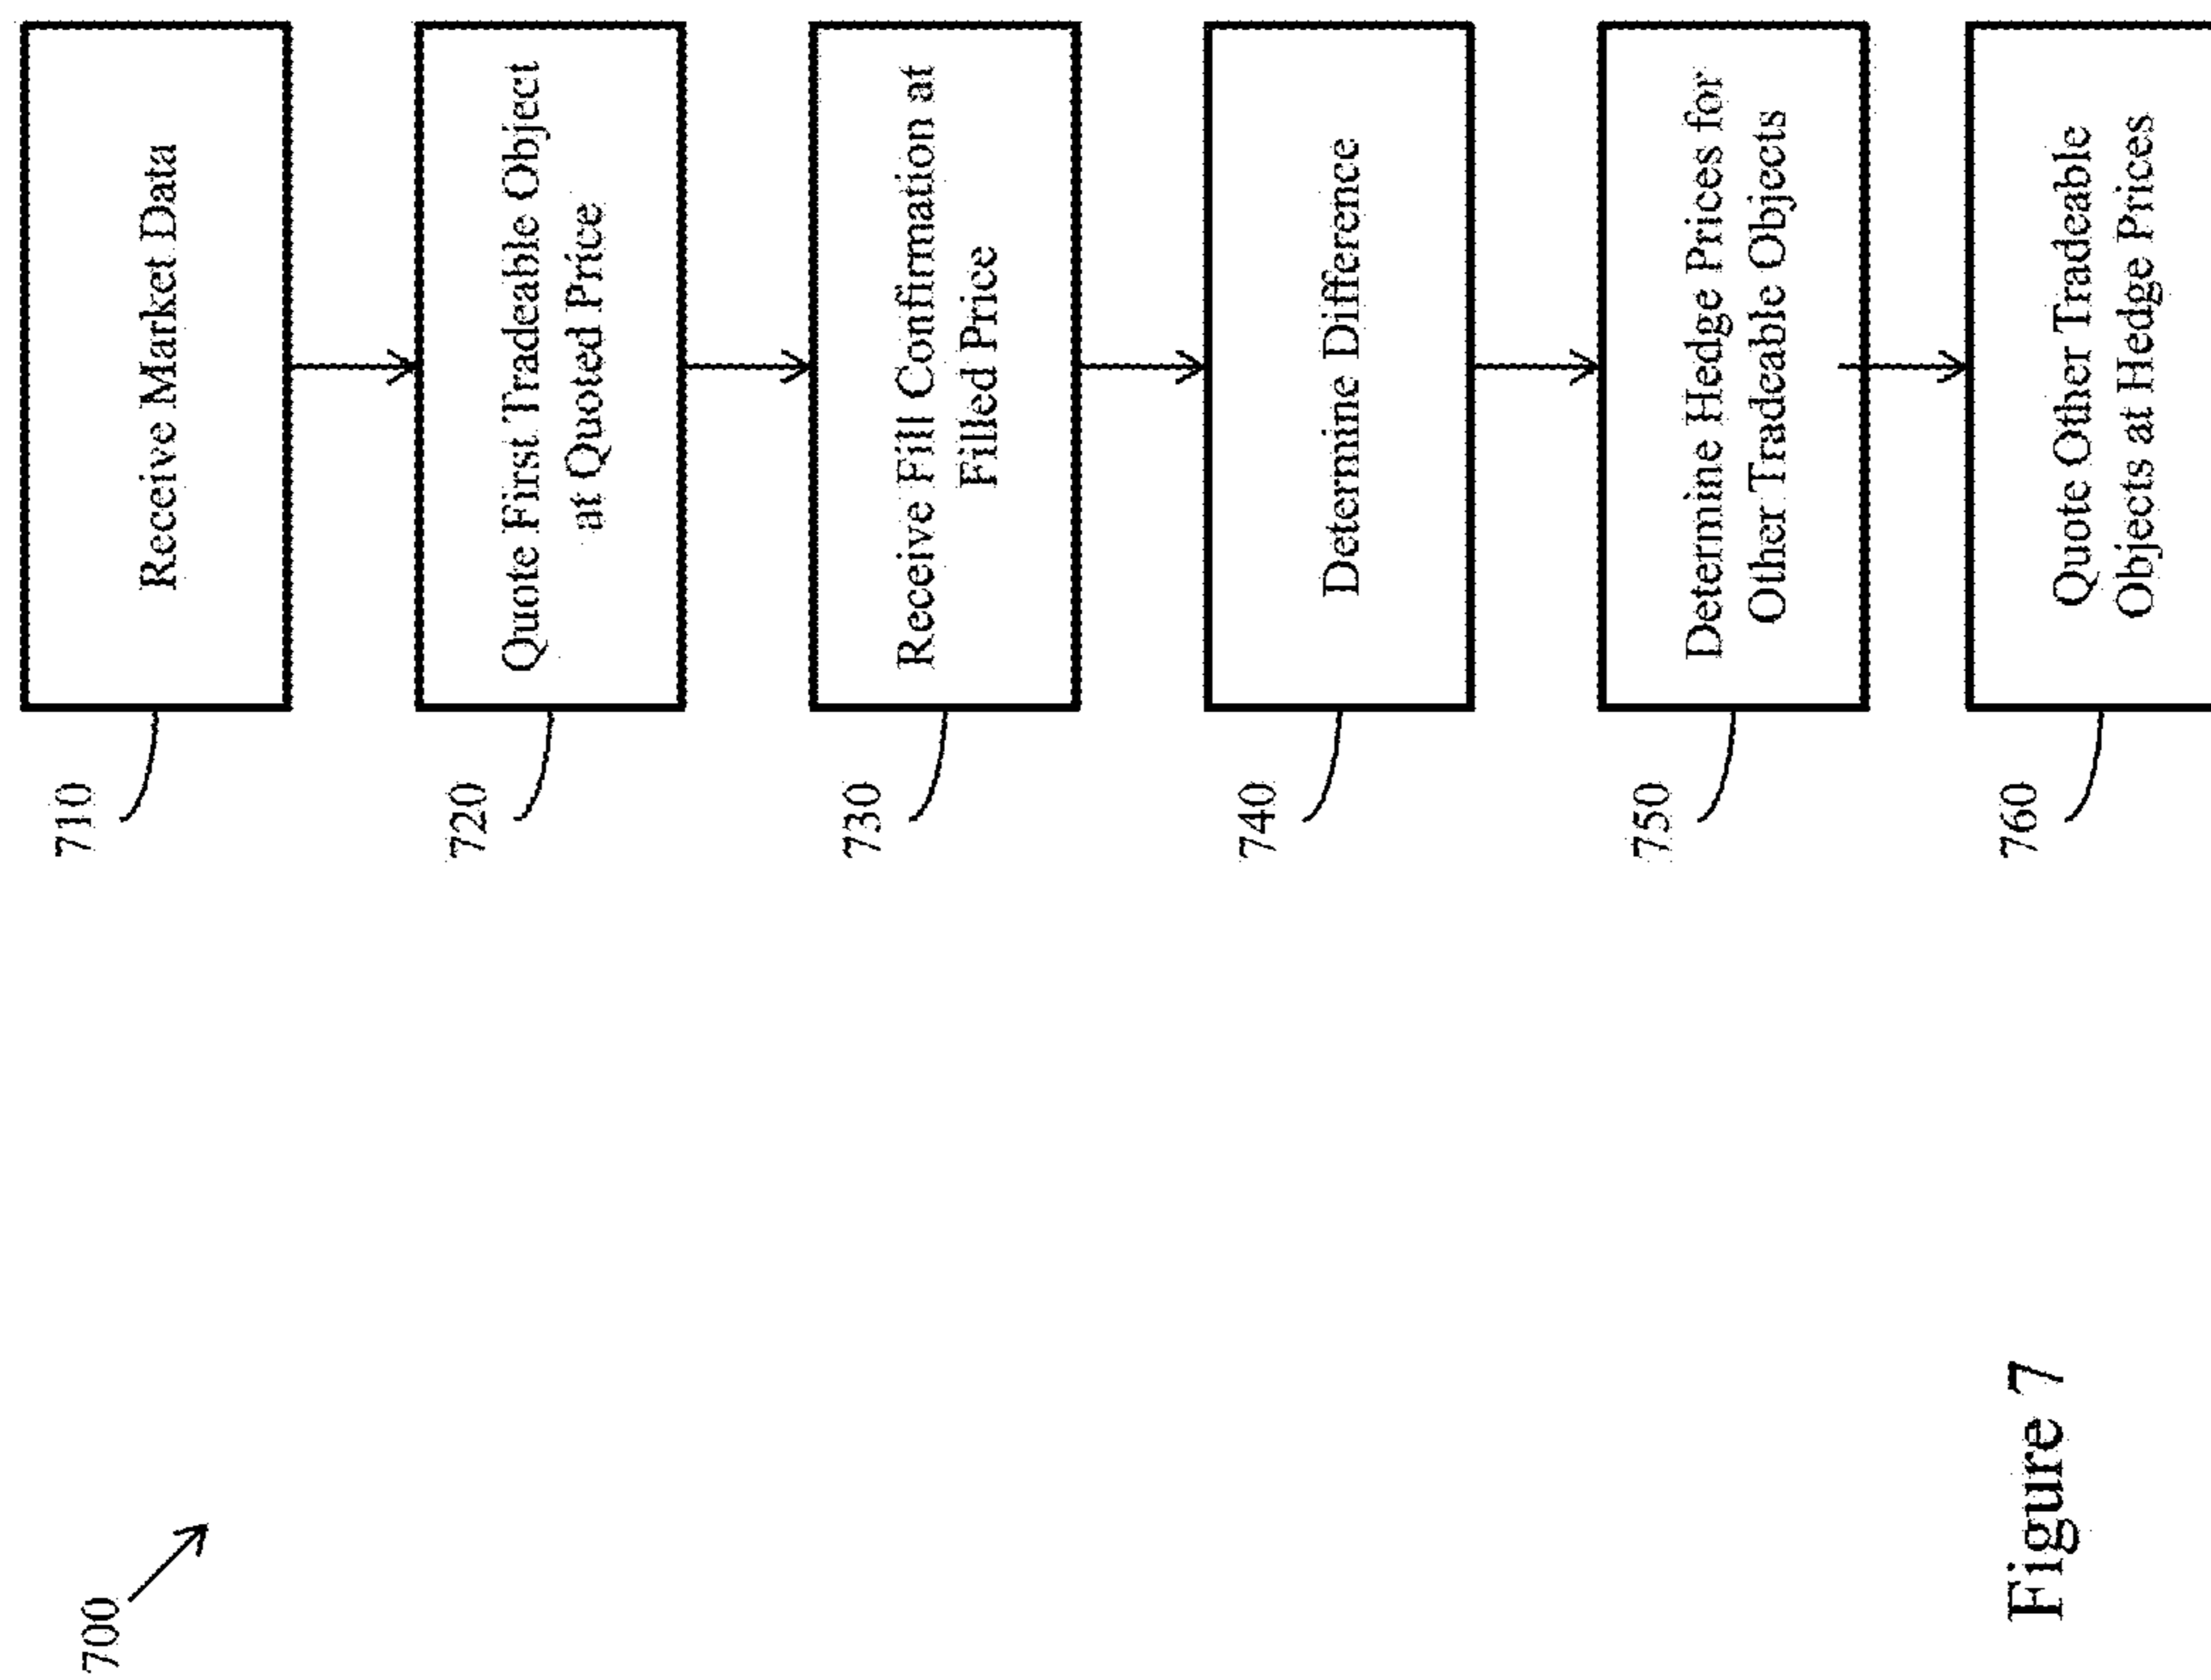 700
710
Receive Market Data
720
Quote First Tradeable Object
at Quoted Price
730
Receive Fill Confirmation at
Filled Price
740
Determine Difference
750
Determine Hedge Prices for
Other Tradeable Objects
760
Quote Other Tradeable
Objects at Hedge Prices
Figure 7